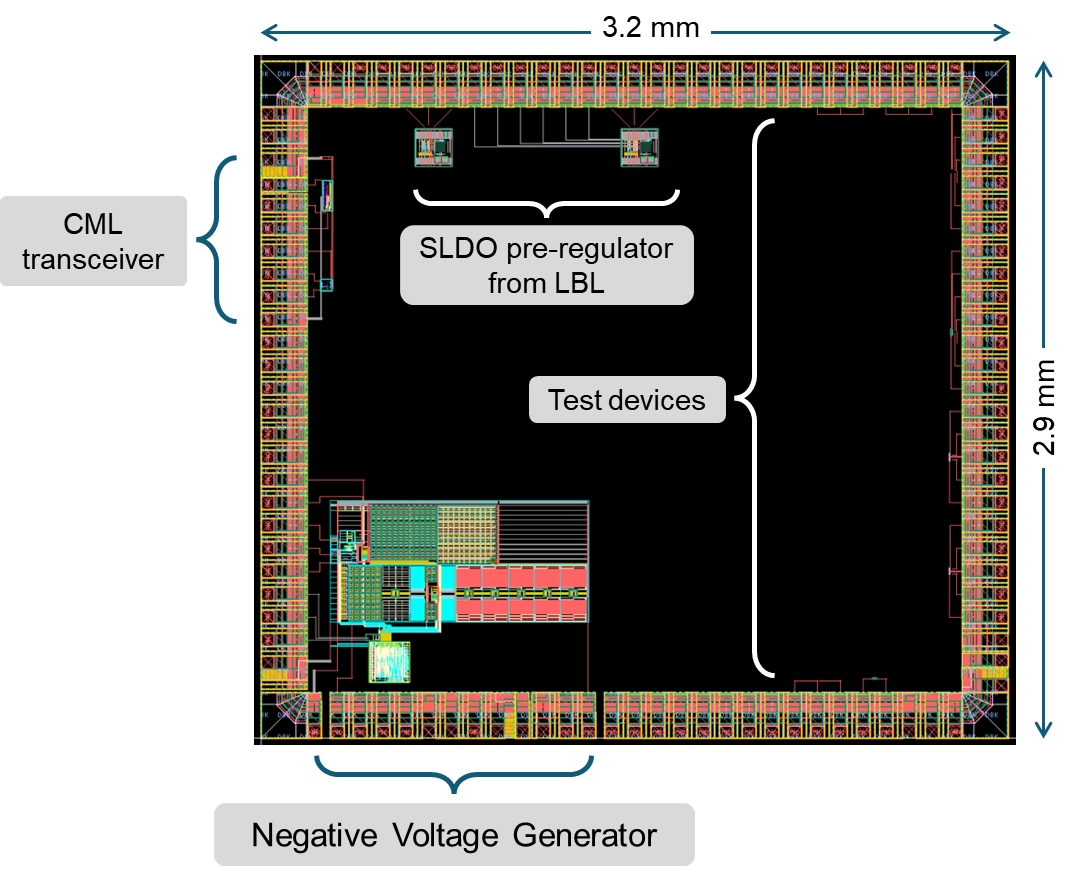 3.2 mm
CML
transceiver
SLDO pre-regulator
from LBL
Test devices
2.9 mm
Negative Voltage Generator